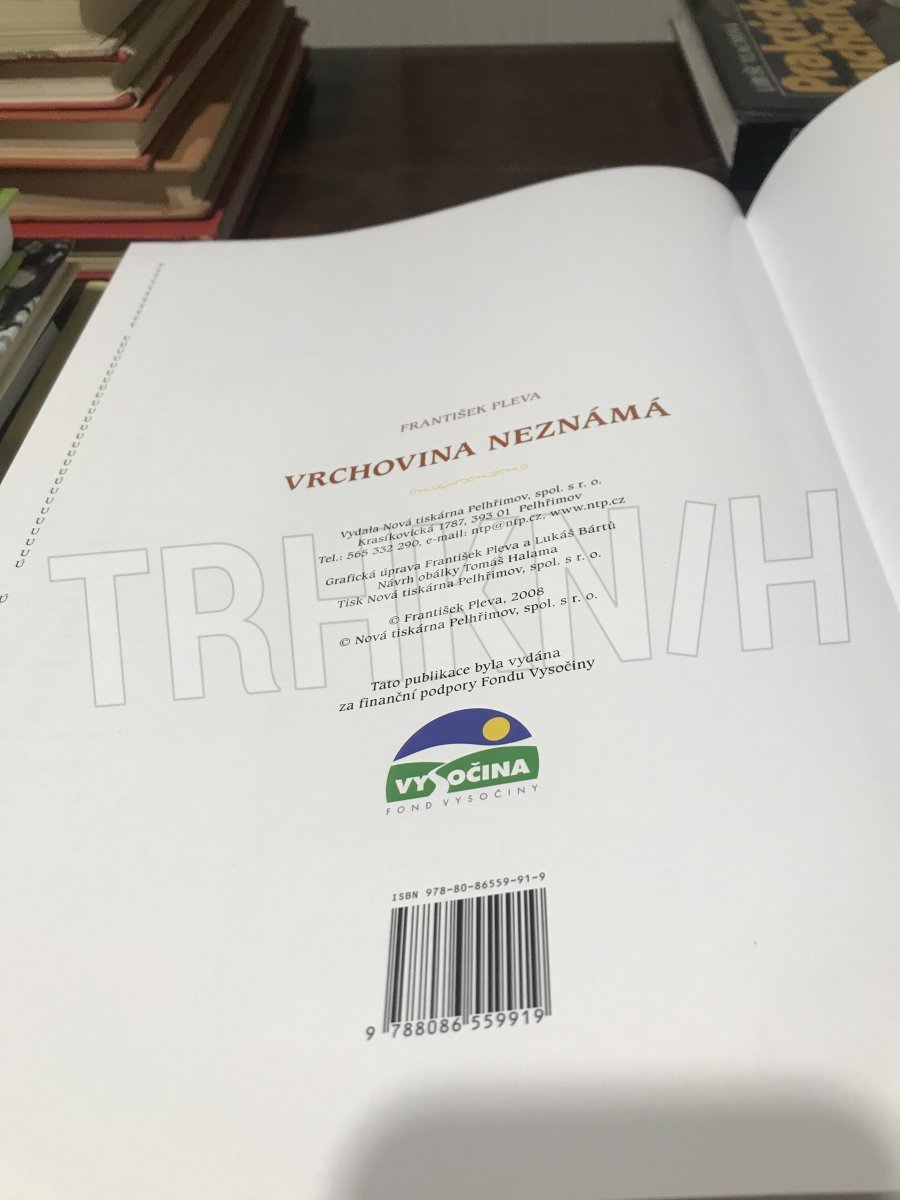 FRANTIŠEK PLEVA
VRCHOVINA NEZNÁMÁ
Vydala Nová tiskárna Pelhřimov, spol. s r. o.
Krasíkovická 1787, 393 01 Pelhřimov
Tel.: 565 332 290, e-mail: ntp@ntp.cz, www.ntp.cz
Grafická úprava František Pleva a Lukáš Bártů
Návrh obálky Tomáš Halama
Tisk Nová tiskárna Pelhřimov, spol. s r. o.
© František Pleva, 2008
© Nová tiskárna Pelhřimov, spol. s r. o.
TRHKN/H
Tato publikace byla vydána
za finanční podpory Fondu Vysočiny
VYSOČINA
FOND VYSOČINY
ISBN 978-80-86559-91-9
9 788086 559919